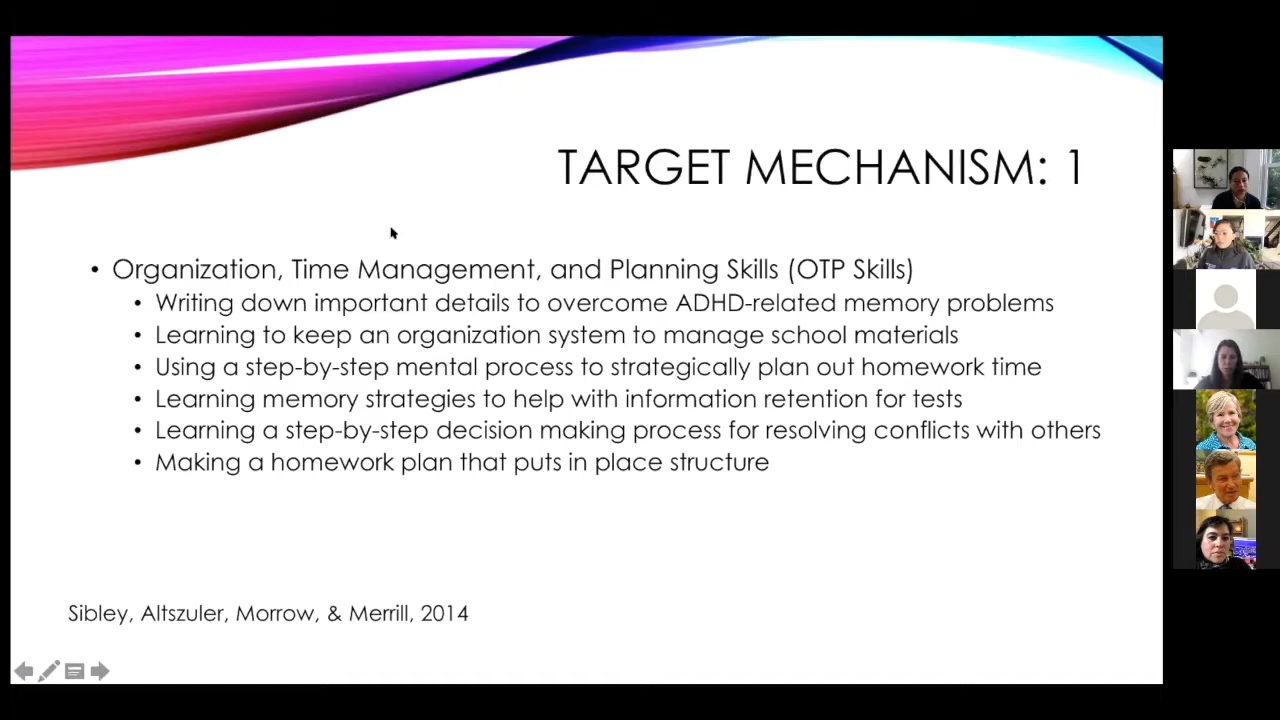 TARGET MECHANISM: 1
• Organization, Time Management, and Planning Skills (OTP Skills)
• Writing down important details to overcome ADHD-related memory problems
• Learning to keep an organization system to manage school materials
• Using a step-by-step mental process to strategically plan out homework time
• Learning memory strategies to help with information retention for tests
• Learning a step-by-step decision making process for resolving conflicts with others
• Making a homework plan that puts in place structure
Sibley, Altszuler, Morrow, & Merrill, 2014